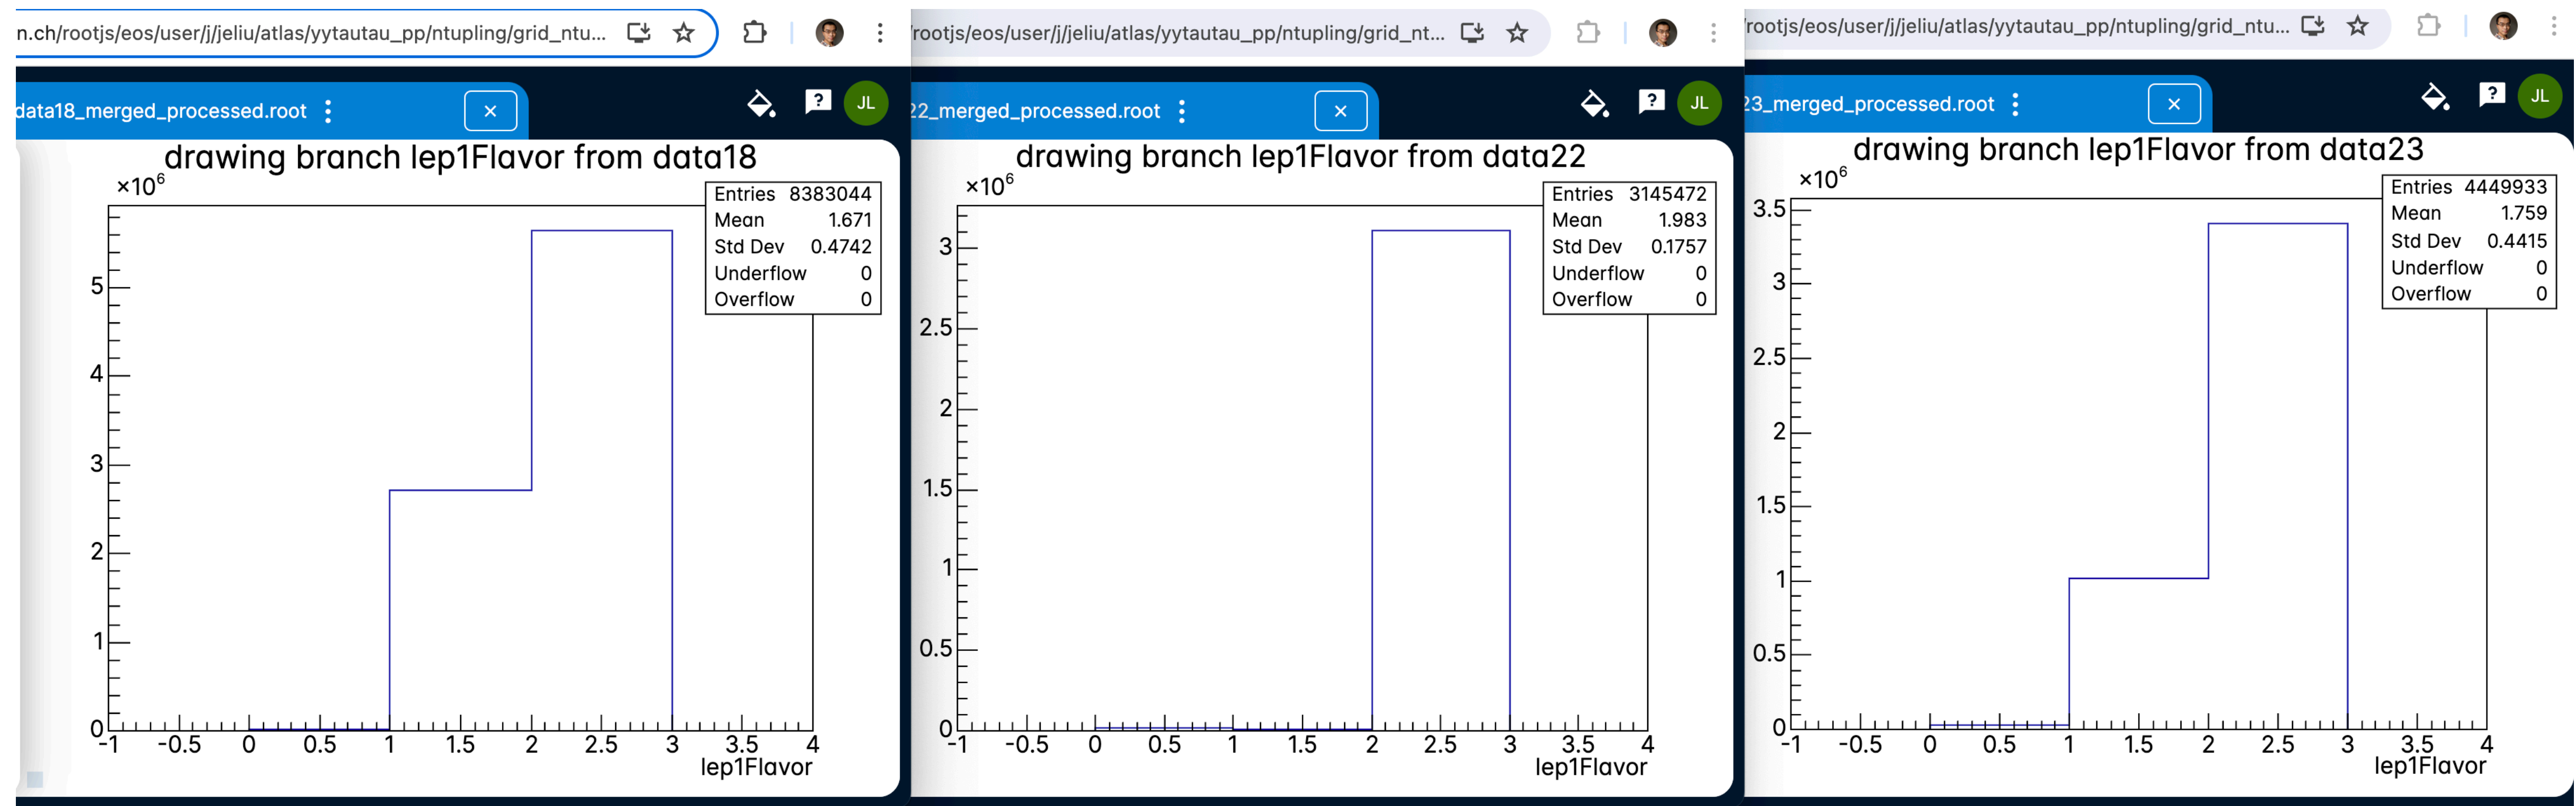 n.ch/rootjs/eos/user/j/jeliu/atlas/yytautau_pp/ntupling/grid_ntu...
data18_merged_processed.root
×
?
JL
drawing branch lep1Flavor from data18
×10⁶
Entries 8383044
Mean 1.671
Std Dev 0.4742
Underflow 0
Overflow 0
5
4
3
2
1
0
-1 -0.5 0 0.5 1 1.5 2 2.5 3 3.5 4
lep1Flavor
/rootjs/eos/user/j/jeliu/atlas/yytautau_pp/ntupling/grid_nt...
22_merged_processed.root
×
?
JL
drawing branch lep1Flavor from data22
×10⁶
Entries 3145472
Mean 1.983
Std Dev 0.1757
Underflow 0
Overflow 0
3
2.5
2
1.5
1
0.5
0
-1 -0.5 0 0.5 1 1.5 2 2.5 3 3.5 4
lep1Flavor
/rootjs/eos/user/j/jeliu/atlas/yytautau_pp/ntupling/grid_ntu...
23_merged_processed.root
×
?
JL
drawing branch lep1Flavor from data23
×10⁶
Entries 4449933
Mean 1.759
Std Dev 0.4415
Underflow 0
Overflow 0
3.5
3
2.5
2
1.5
1
0.5
0
-1 -0.5 0 0.5 1 1.5 2 2.5 3 3.5 4
lep1Flavor